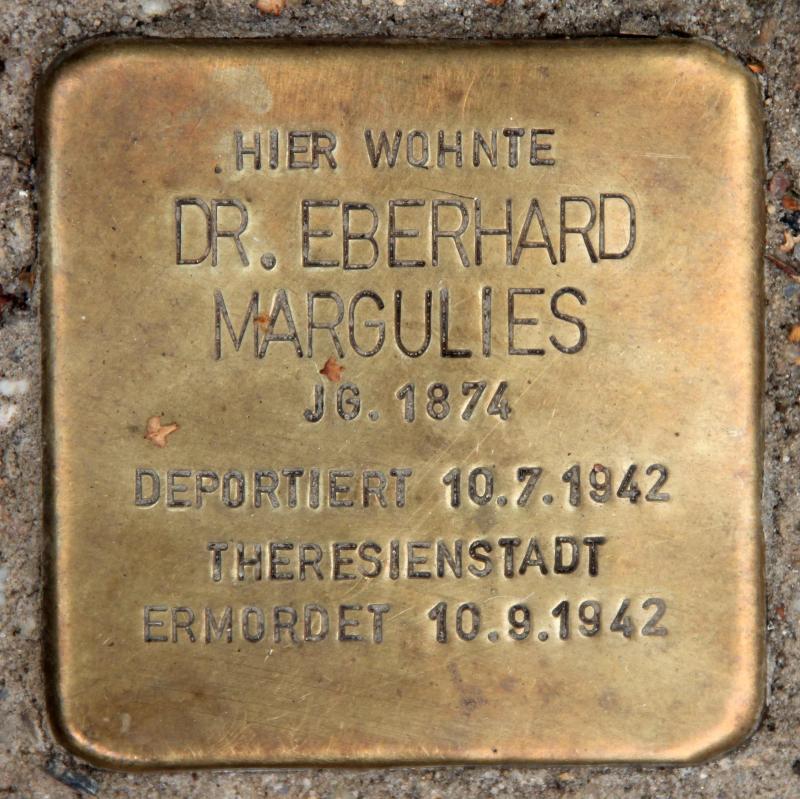 HIER WOHNTE
DR. EBERHARD
MARGULIES
JG. 1874
DEPORTIERT 10.7.1942
THERESIENSTADT
ERMORDET 10.9.1942